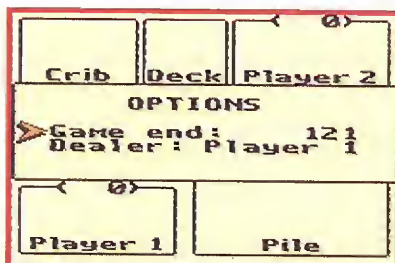 < 0>
Crib Deck Player 2
OPTIONS
Game end: 121
Dealer: Player 1
< 0>
Player 1 Pile